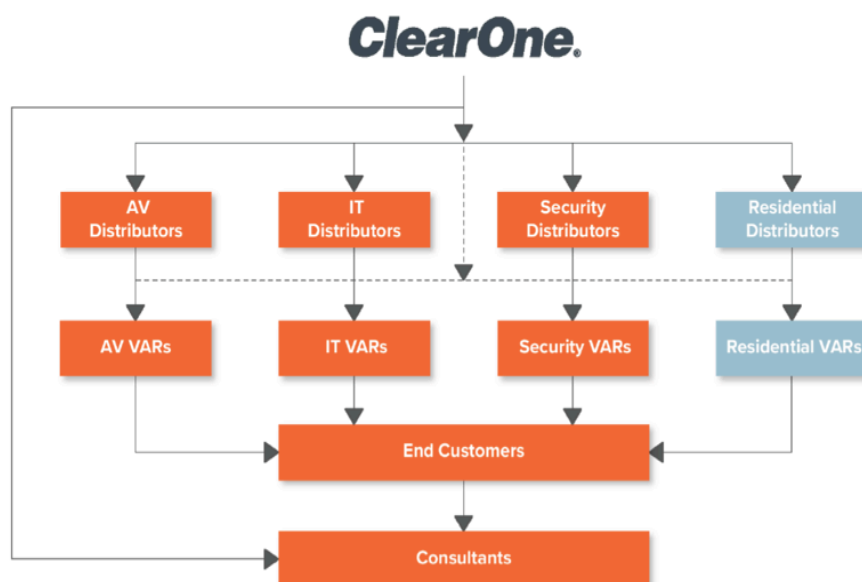 ClearOne®
AV
Distributors
IT
Distributors
Security
Distributors
Residential
Distributors
AV VARs
IT VARs
Security VARs
Residential VARs
End Customers
Consultants